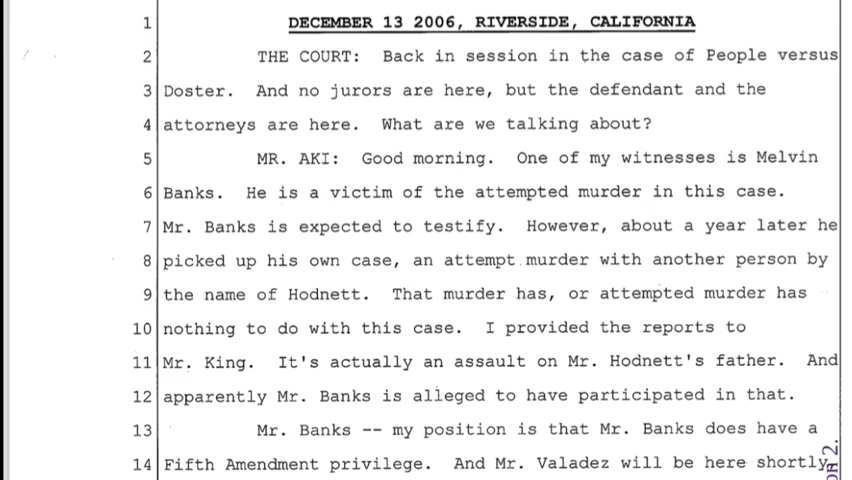 DECEMBER 13 2006, RIVERSIDE, CALIFORNIA
1
2 THE COURT: Back in session in the case of People versus
3 Doster. And no jurors are here, but the defendant and the
4 attorneys are here. What are we talking about?
5 MR. AKI: Good morning. One of my witnesses is Melvin
6 Banks. He is a victim of the attempted murder in this case.
7 Mr. Banks is expected to testify. However, about a year later he
8 picked up his own case, an attempt murder with another person by
9 the name of Hodnett. That murder has, or attempted murder has
10 nothing to do with this case. I provided the reports to
11 Mr. King. It's actually an assault on Mr. Hodnett's father. And
12 apparently Mr. Banks is alleged to have participated in that.
13 Mr. Banks -- my position is that Mr. Banks does have a
14 Fifth Amendment privilege. And Mr. Valadez will be here shortly